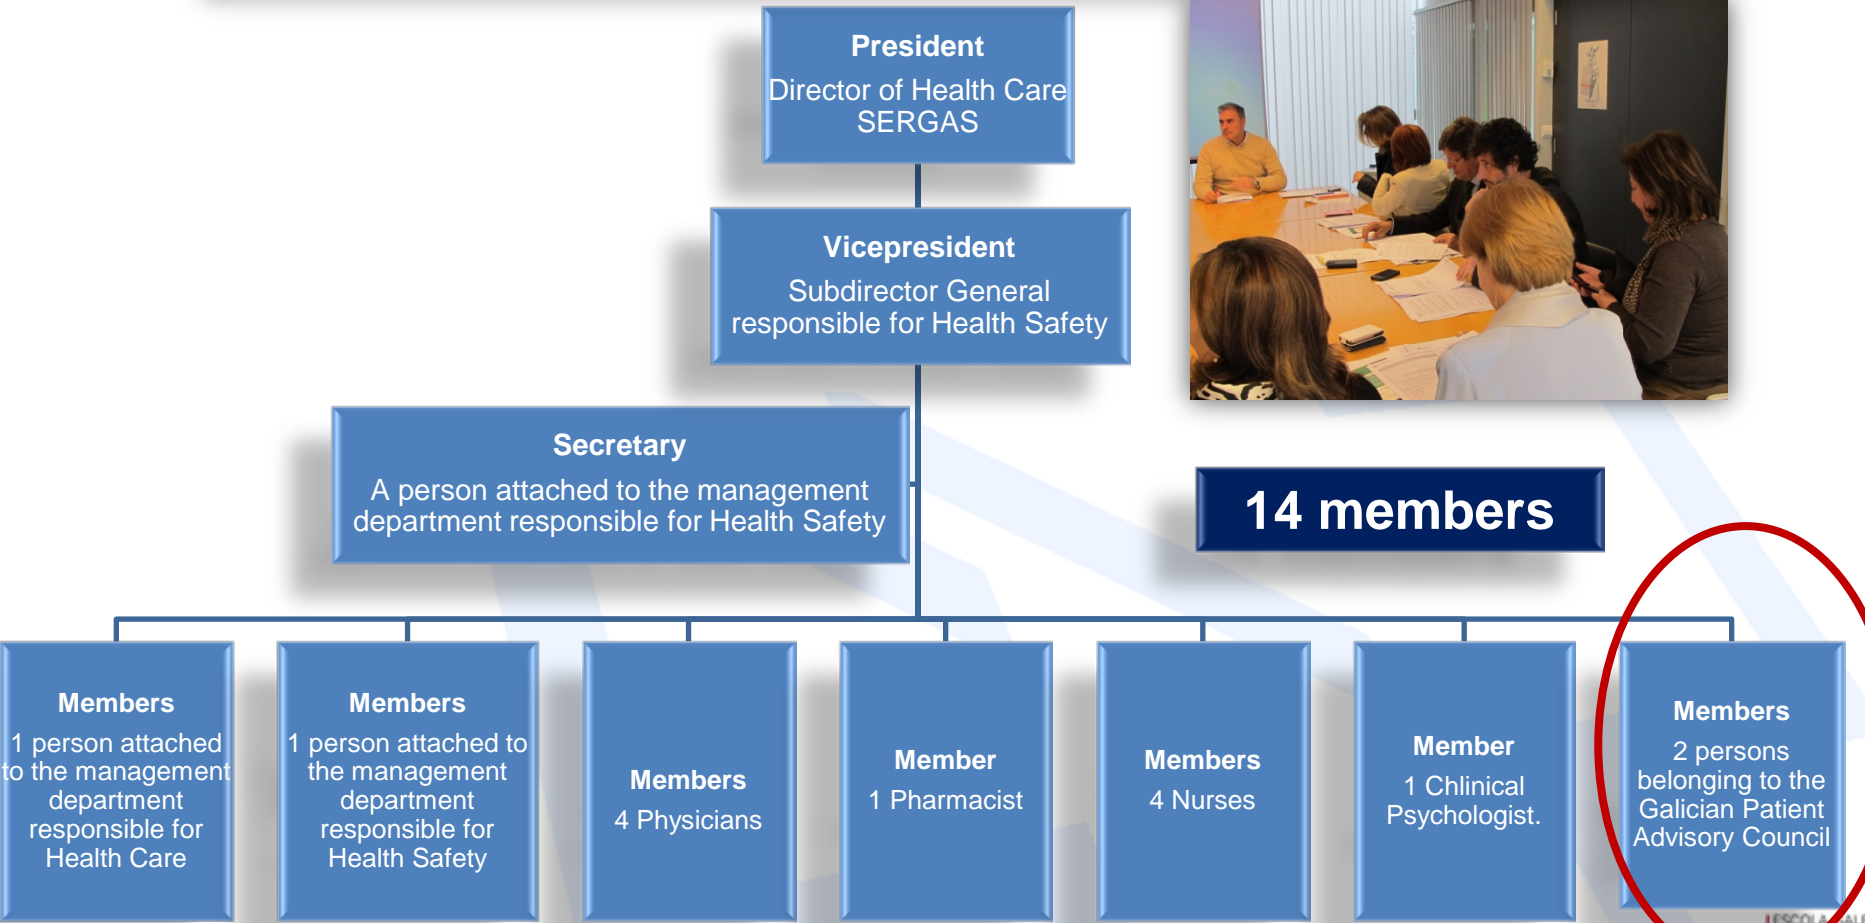 President
Director of Health Care
SERGAS
Vicepresident
Subdirector General
responsible for Health Safety
Secretary
A person attached to the management
department responsible for Health Safety
14 members
Members
1 person attached
to the management
department
responsible for
Health Care
Members
1 person attached to
the management
department
responsible for
Health Safety
Members
4 Physicians
Member
1 Pharmacist
Members
4 Nurses
Member
1 Chlinical
Psychologist.
Members
2 persons
belonging to the
Galician Patient
Advisory Council